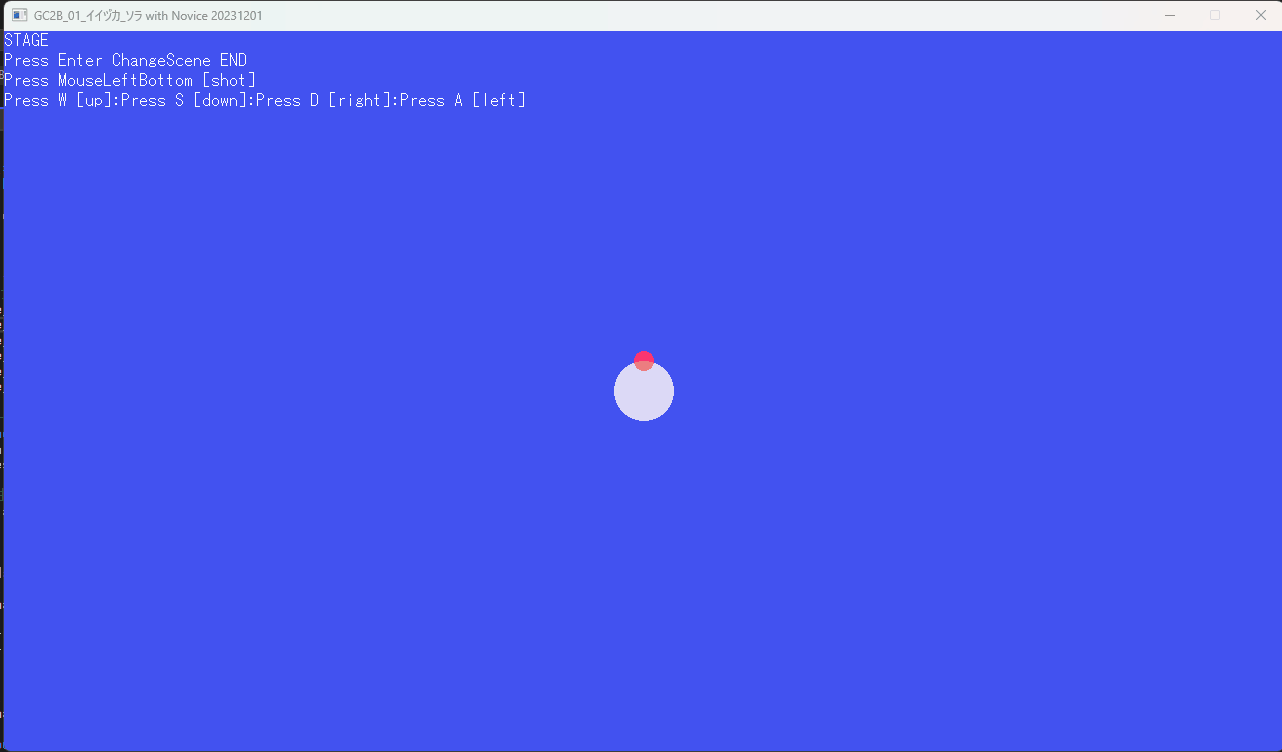 GC2B_01_イイヅカ_ソラ with Novice 20231201
STAGE
Press Enter ChangeScene END
Press MouseLeftBottom [shot]
Press W [up]:Press S [down]:Press D [right]:Press A [left]